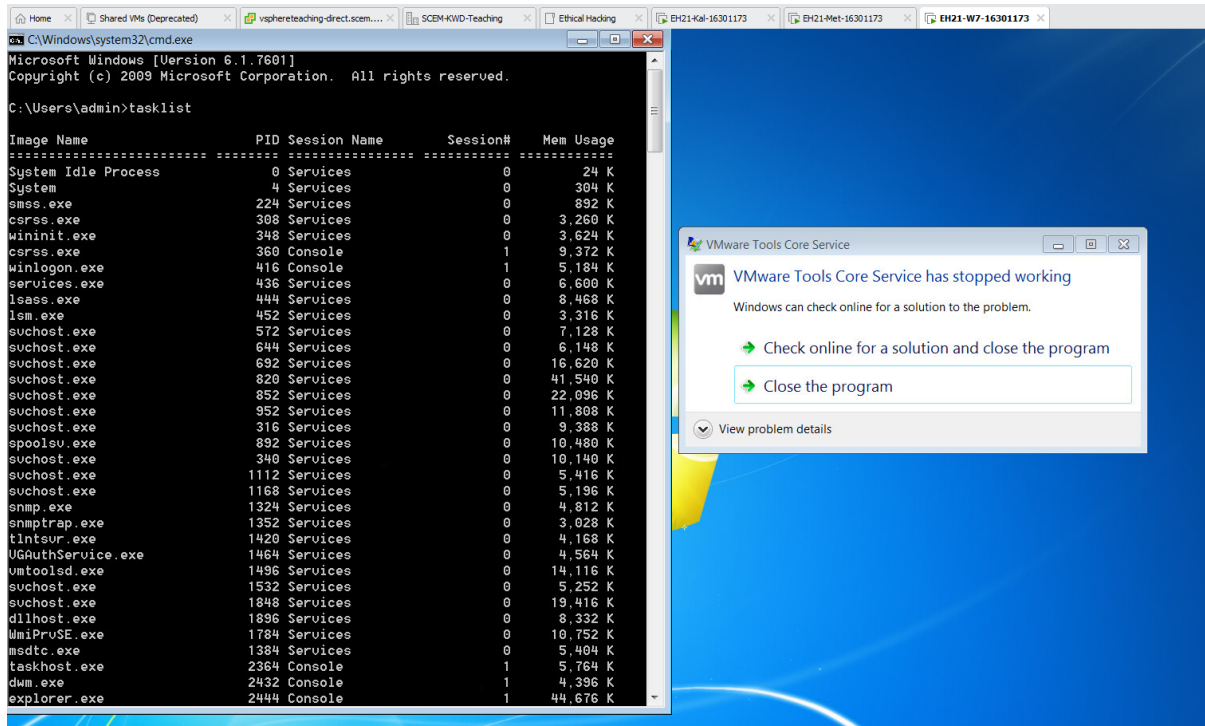 Home
Shared VMs (Deprecated)
vsphereteaching-direct.scem....
SCEM-KWD-Teaching
Ethical Hacking
EH21-Kal-16301173
EH21-Met-16301173
EH21-W7-16301173
C:\Windows\system32\cmd.exe
Microsoft Windows [Version 6.1.7601]
Copyright (c) 2009 Microsoft Corporation.  All rights reserved.
C:\Users\admin>tasklist
Image Name                     PID Session Name        Session#    Mem Usage
========================= ======== ================ =========== ============
System Idle Process              0 Services                   0         24 K
System                           4 Services                   0        304 K
smss.exe                       224 Services                   0        892 K
csrss.exe                      308 Services                   0      3,260 K
wininit.exe                    348 Services                   0      3,624 K
csrss.exe                      360 Console                    1      9,372 K
winlogon.exe                   416 Console                    1      5,184 K
services.exe                   436 Services                   0      6,600 K
lsass.exe                      444 Services                   0      8,468 K
lsm.exe                        452 Services                   0      3,316 K
svchost.exe                    572 Services                   0      7,128 K
svchost.exe                    644 Services                   0      6,148 K
svchost.exe                    692 Services                   0     16,620 K
svchost.exe                    820 Services                   0     41,540 K
svchost.exe                    852 Services                   0     22,096 K
svchost.exe                    952 Services                   0     11,808 K
svchost.exe                    316 Services                   0      9,388 K
spoolsv.exe                    892 Services                   0     10,480 K
svchost.exe                    340 Services                   0     10,140 K
svchost.exe                   1112 Services                   0      5,416 K
svchost.exe                   1168 Services                   0      5,196 K
snmp.exe                      1324 Services                   0      4,812 K
snmptrap.exe                  1352 Services                   0      3,028 K
tlntsvr.exe                   1420 Services                   0      4,168 K
VGAuthService.exe             1464 Services                   0      4,564 K
vmtoolsd.exe                  1496 Services                   0     14,116 K
svchost.exe                   1532 Services                   0      5,252 K
svchost.exe                   1848 Services                   0     19,416 K
dllhost.exe                   1896 Services                   0      8,332 K
WmiPrvSE.exe                  1784 Services                   0     10,752 K
msdtc.exe                     1384 Services                   0      5,404 K
taskhost.exe                  2364 Console                    1      5,764 K
dwm.exe                       2432 Console                    1      4,396 K
explorer.exe                  2444 Console                    1     44,676 K
VMware Tools Core Service
vm
VMware Tools Core Service has stopped working
Windows can check online for a solution to the problem.
Check online for a solution and close the program
Close the program
View problem details